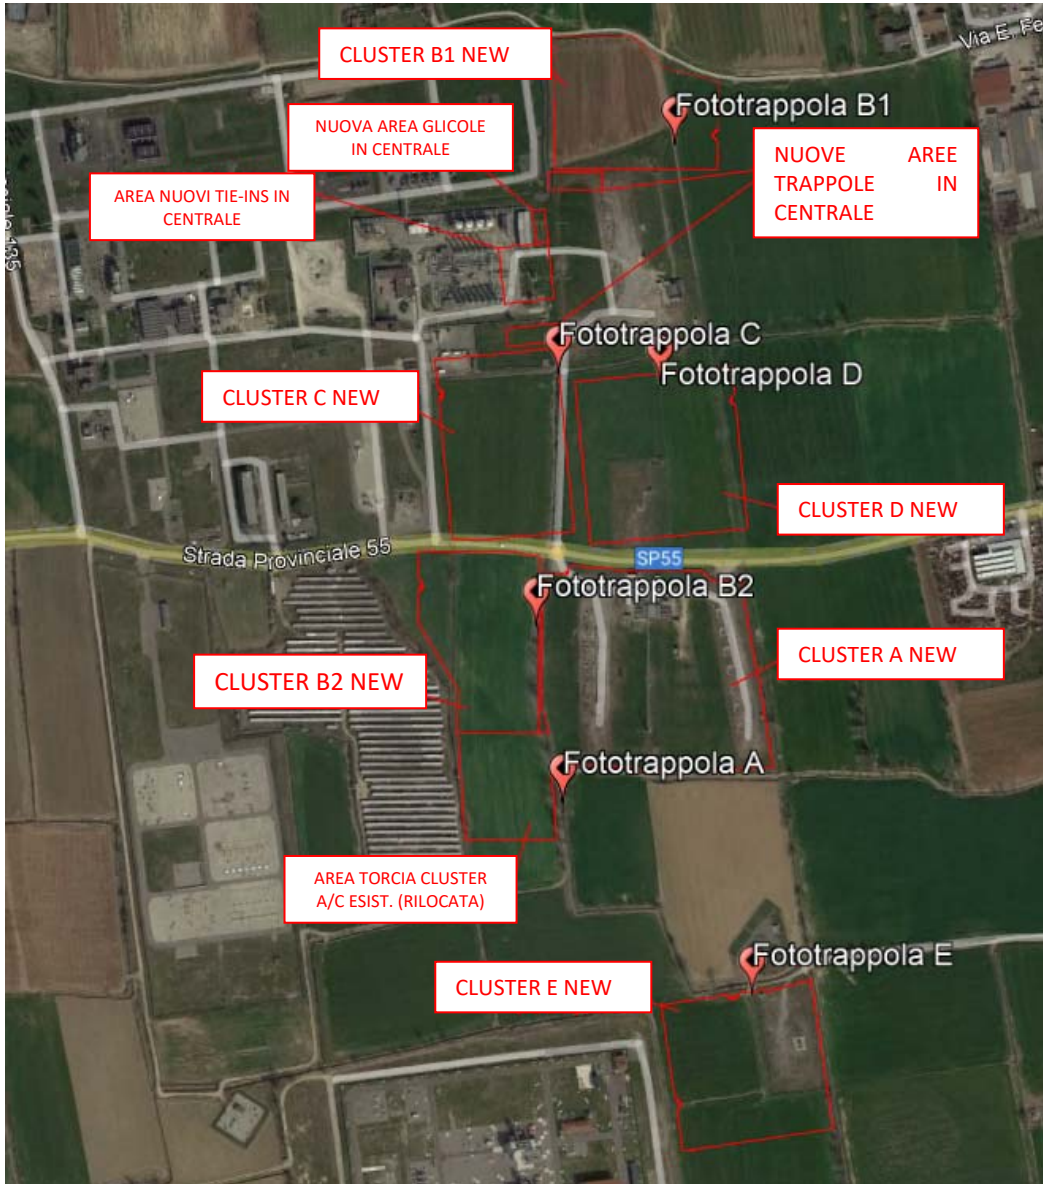 Via E. Fe
CLUSTER B1 NEW
Fototrappola B1
NUOVA AREA GLICOLE
IN CENTRALE
NUOVE AREE
TRAPPOLE IN
CENTRALE
AREA NUOVI TIE-INS IN
CENTRALE
Fototrappola C
Fototrappola D
CLUSTER C NEW
CLUSTER D NEW
Strada Provinciale 55
SP55
Fototrappola B2
CLUSTER A NEW
CLUSTER B2 NEW
Fototrappola A
AREA TORCIA CLUSTER
A/C ESIST. (RILOCATA)
Fototrappola E
CLUSTER E NEW